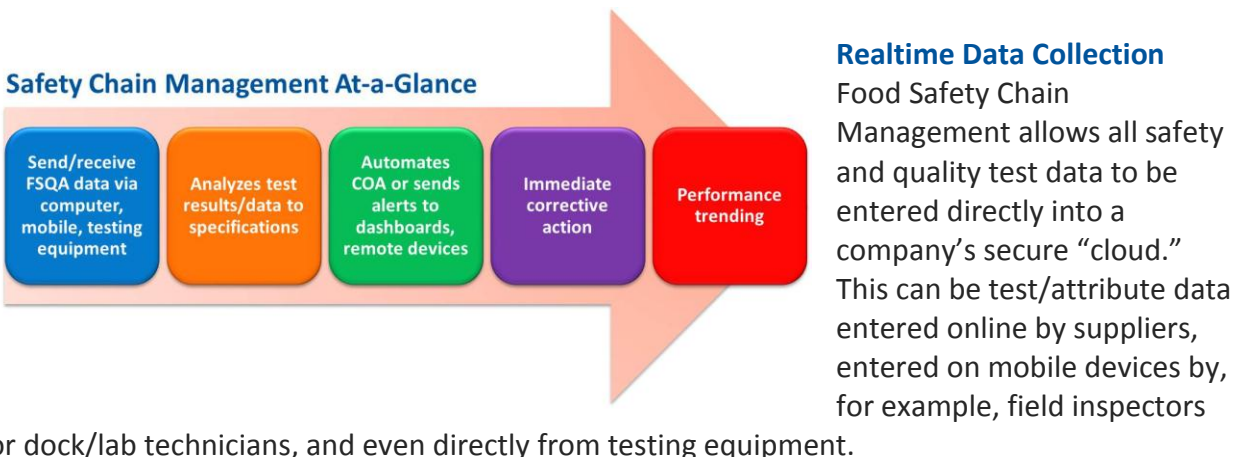 Safety Chain Management At-a-Glance
Send/receive
FSQA data via
computer,
mobile, testing
equipment
Analyzes test
results/data to
specifications
Automates
COA or sends
alerts to
dashboards,
remote devices
Immediate
corrective
action
Performance
trending
Realtime Data Collection
Food Safety Chain
Management allows all safety
and quality test data to be
entered directly into a
company’s secure “cloud.”
This can be test/attribute data
entered online by suppliers,
entered on mobile devices by,
for example, field inspectors
or dock/lab technicians, and even directly from testing equipment.